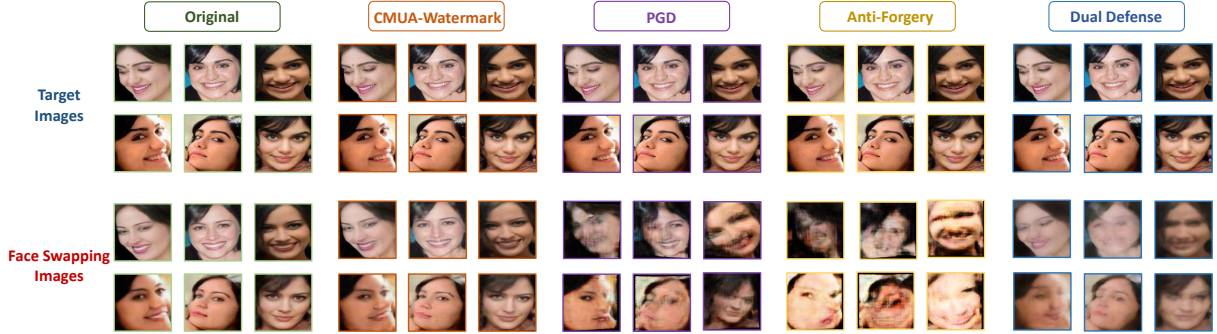 Original
CMUA-Watermark
PGD
Anti-Forgery
Dual Defense
Target
Images
Face Swapping
Images